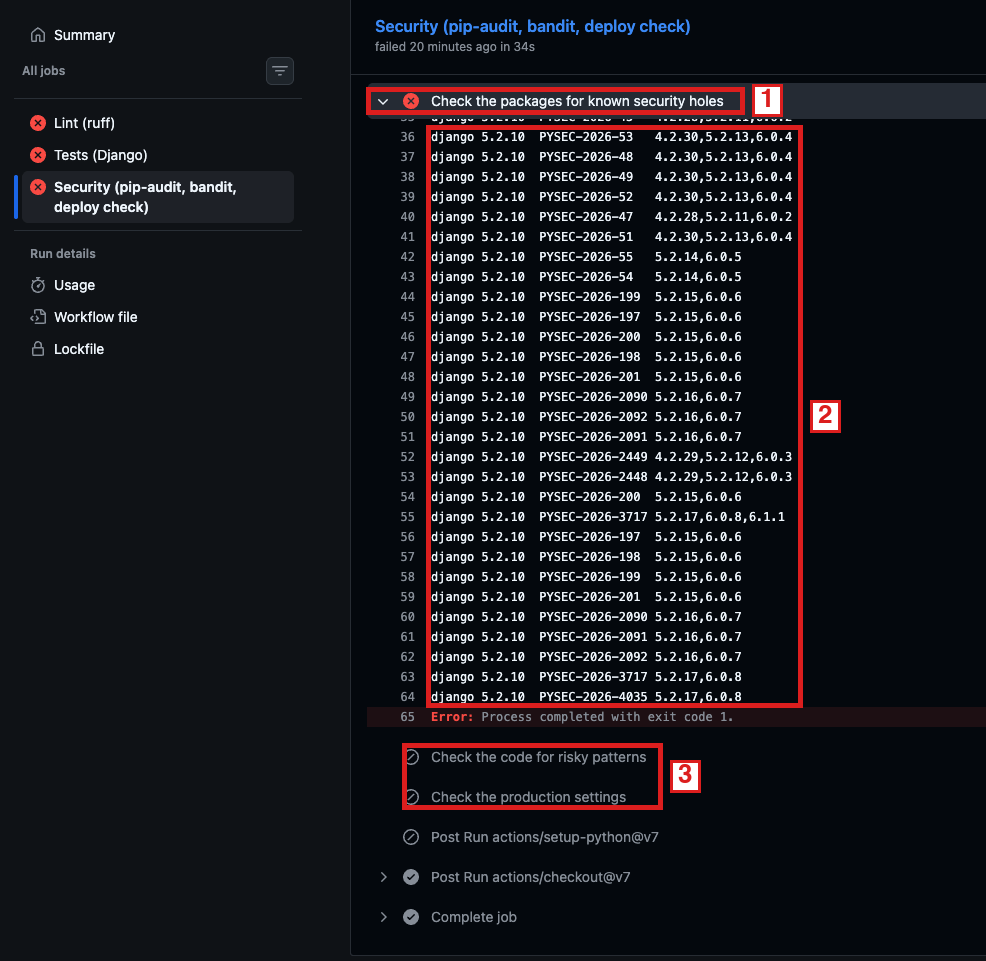 Summary
All jobs
Lint (ruff)
Tests (Django)
Security (pip-audit, bandit,
deploy check)
Run details
Usage
Workflow file
Lockfile
Security (pip-audit, bandit, deploy check)
failed 20 minutes ago in 34s
Check the packages for known security holes
1
36 django 5.2.10 PYSEC-2026-53 4.2.30,5.2.13,6.0.4
37 django 5.2.10 PYSEC-2026-48 4.2.30,5.2.13,6.0.4
38 django 5.2.10 PYSEC-2026-49 4.2.30,5.2.13,6.0.4
39 django 5.2.10 PYSEC-2026-52 4.2.30,5.2.13,6.0.4
40 django 5.2.10 PYSEC-2026-47 4.2.28,5.2.11,6.0.2
41 django 5.2.10 PYSEC-2026-51 4.2.30,5.2.13,6.0.4
42 django 5.2.10 PYSEC-2026-55 5.2.14,6.0.5
43 django 5.2.10 PYSEC-2026-54 5.2.14,6.0.5
44 django 5.2.10 PYSEC-2026-199 5.2.15,6.0.6
45 django 5.2.10 PYSEC-2026-197 5.2.15,6.0.6
46 django 5.2.10 PYSEC-2026-200 5.2.15,6.0.6
47 django 5.2.10 PYSEC-2026-198 5.2.15,6.0.6
48 django 5.2.10 PYSEC-2026-201 5.2.15,6.0.6
49 django 5.2.10 PYSEC-2026-2090 5.2.16,6.0.7
50 django 5.2.10 PYSEC-2026-2092 5.2.16,6.0.7
51 django 5.2.10 PYSEC-2026-2091 5.2.16,6.0.7
52 django 5.2.10 PYSEC-2026-2449 4.2.29,5.2.12,6.0.3
53 django 5.2.10 PYSEC-2026-2448 4.2.29,5.2.12,6.0.3
54 django 5.2.10 PYSEC-2026-200 5.2.15,6.0.6
55 django 5.2.10 PYSEC-2026-3717 5.2.17,6.0.8,6.1.1
56 django 5.2.10 PYSEC-2026-197 5.2.15,6.0.6
57 django 5.2.10 PYSEC-2026-198 5.2.15,6.0.6
58 django 5.2.10 PYSEC-2026-199 5.2.15,6.0.6
59 django 5.2.10 PYSEC-2026-201 5.2.15,6.0.6
60 django 5.2.10 PYSEC-2026-2090 5.2.16,6.0.7
61 django 5.2.10 PYSEC-2026-2091 5.2.16,6.0.7
62 django 5.2.10 PYSEC-2026-2092 5.2.16,6.0.7
63 django 5.2.10 PYSEC-2026-3717 5.2.17,6.0.8
64 django 5.2.10 PYSEC-2026-4035 5.2.17,6.0.8
2
65 Error: Process completed with exit code 1.
Check the code for risky patterns
3
Check the production settings
Post Run actions/setup-python@v7
Post Run actions/checkout@v7
Complete job